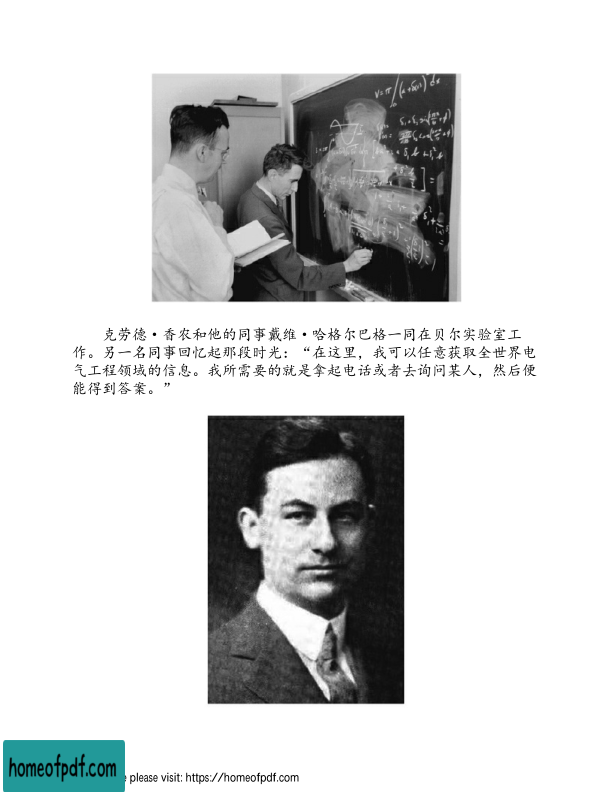 克劳德·香农和他的同事戴维·哈格尔巴格一同在贝尔实验室工
作。另一名同事回忆起那段时光：“在这里，我可以任意获取全世界电
气工程领域的信息。我所需要的就是拿起电话或者去询问某人，然后便
能得到答案。”
homeofpdf.com
e please visit: https://homeofpdf.com